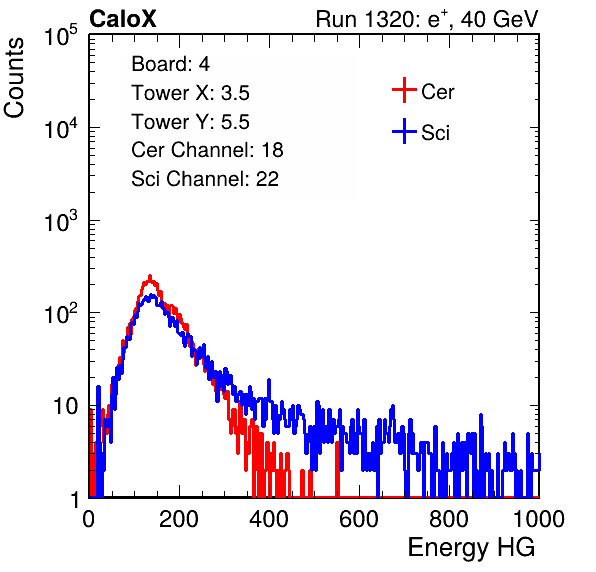 CaloX Run 1320: e⁺, 40 GeV
Counts
Board: 4
Tower X: 3.5
Tower Y: 5.5
Cer Channel: 18
Sci Channel: 22
Cer
Sci
10⁵
10⁴
10³
10²
10
1
0 200 400 600 800 1000
Energy HG